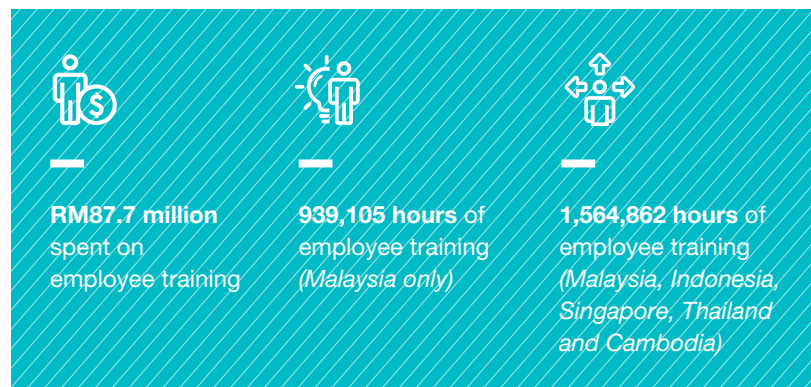 $
RM87.7 million
spent on
employee training
939,105 hours of
employee training
(Malaysia only)
1,564,862 hours of
employee training
(Malaysia, Indonesia,
Singapore, Thailand
and Cambodia)